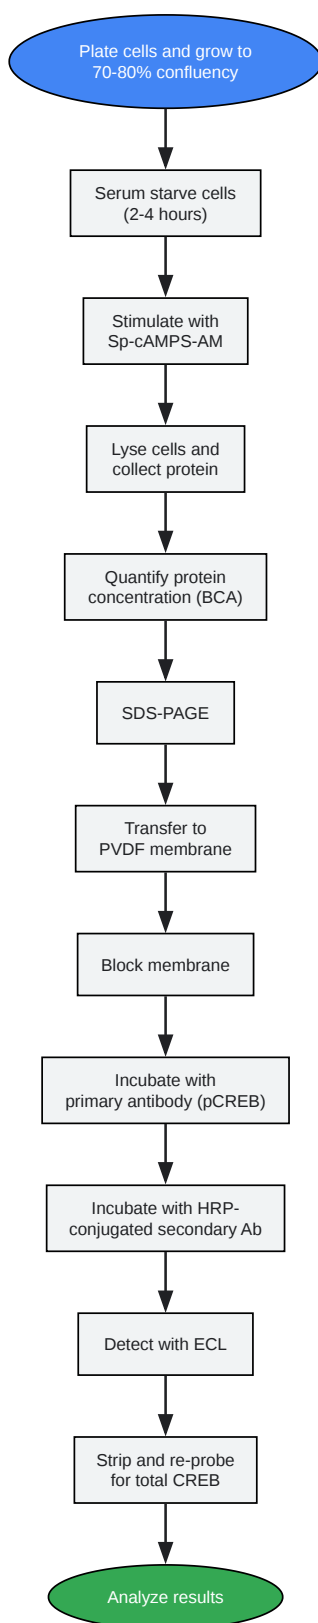 Plate cells and grow to
70-80% confluency
Serum starve cells
(2-4 hours)
Stimulate with
Sp-cAMPS-AM
Lyse cells and
collect protein
Quantify protein
concentration (BCA)
SDS-PAGE
Transfer to
PVDF membrane
Block membrane
Incubate with
primary antibody (pCREB)
Incubate with HRP-
conjugated secondary Ab
Detect with ECL
Strip and re-probe
for total CREB
Analyze results